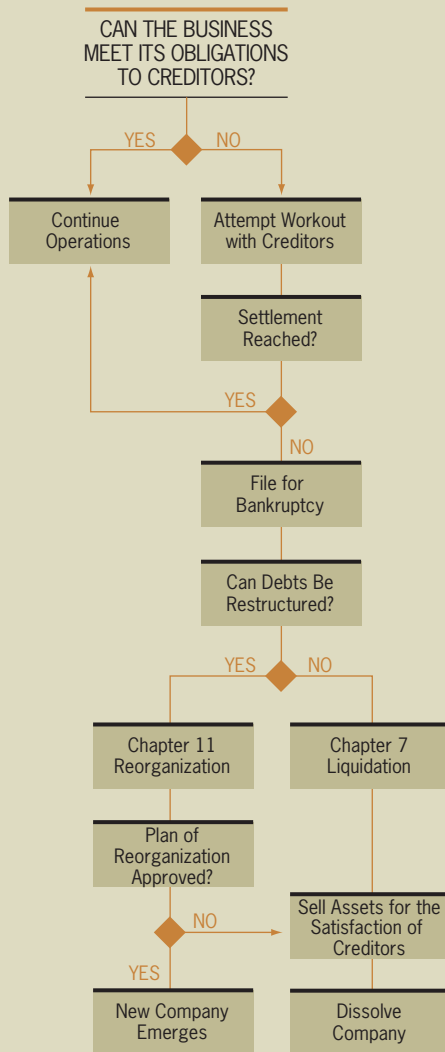 CAN THE BUSINESS
MEET ITS OBLIGATIONS
TO CREDITORS?
YES
NO
Continue
Operations
Attempt Workout
with Creditors
Settlement
Reached?
YES
NO
File for
Bankruptcy
Can Debts Be
Restructured?
YES
NO
Chapter 11
Reorganization
Chapter 7
Liquidation
Plan of
Reorganization
Approved?
NO
Sell Assets for the
Satisfaction of
Creditors
YES
New Company
Emerges
Dissolve
Company